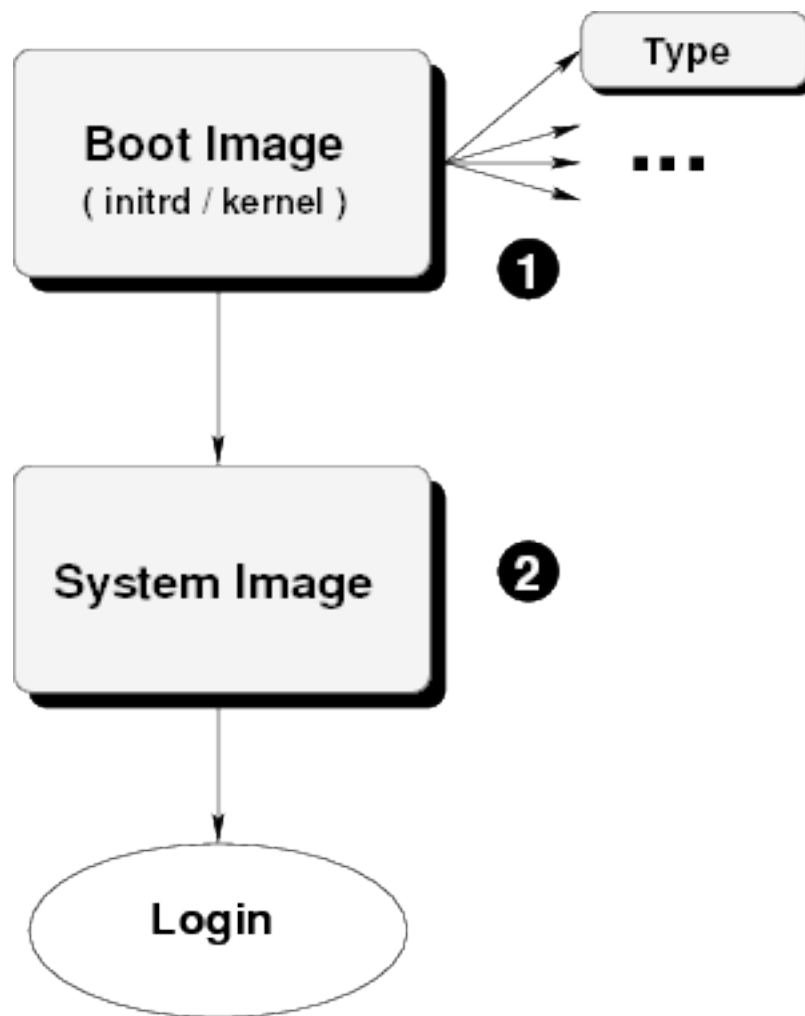 Type
Boot Image
( initrd / kernel )
...
1
System Image
2
Login